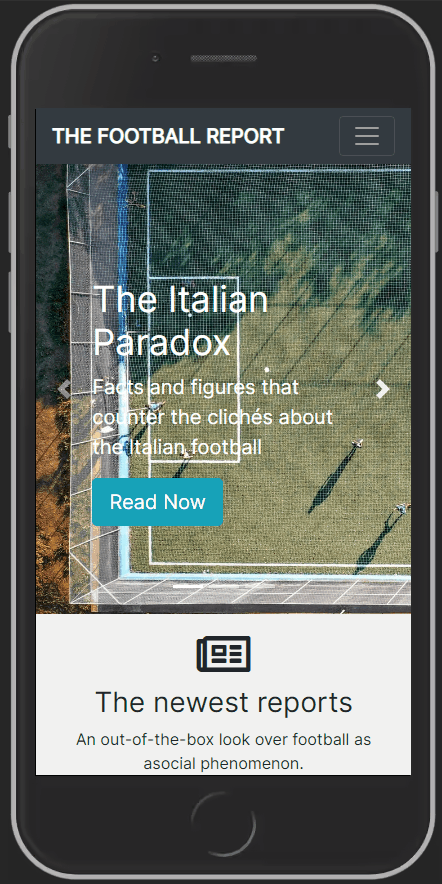 THE FOOTBALL REPORT
The Italian
Paradox
Facts and figures that
counter the clichés about
the Italian football
Read Now
The newest reports
An out-of-the-box look over football as
asocial phenomenon.